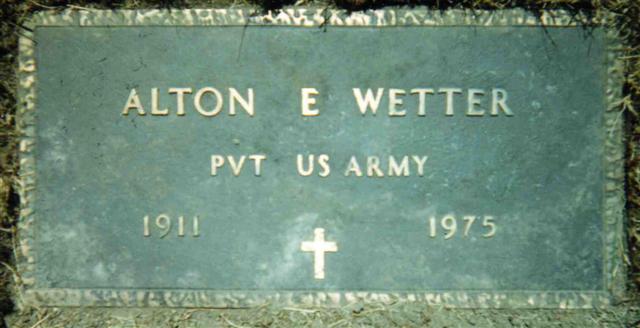 ALTON E WETTER
PVT US ARMY
1911 1975